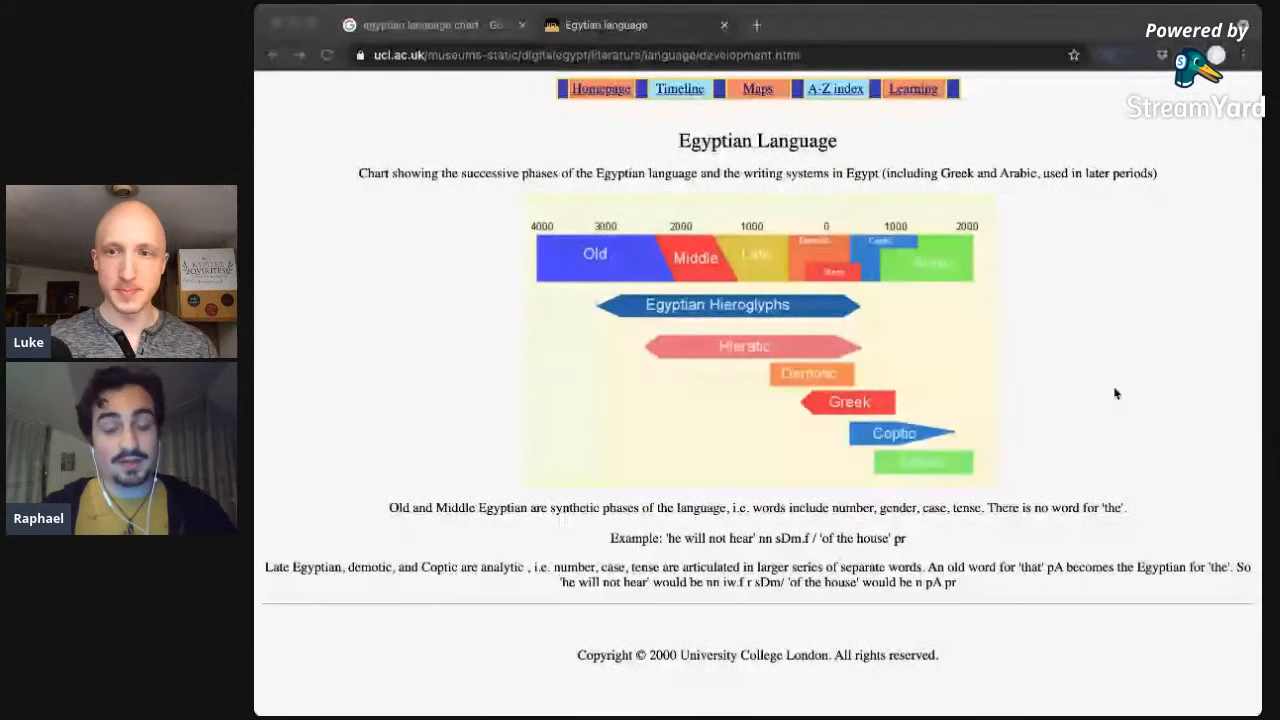 egyptian language chart - Go
Egytian language
Powered by
StreamYard
ucl.ac.uk/museums-static/digitalegypt/literature/language/development.html
Homepage Timeline Maps A-Z index Learning
Egyptian Language
Chart showing the successive phases of the Egyptian language and the writing systems in Egypt (including Greek and Arabic, used in later periods)
4000 3000 2000 1000 0 1000 2000
Old Middle Late Demotic Coptic
Egyptian Hieroglyphs
Hieratic
Demotic
Greek
Coptic
Luke
Raphael
Old and Middle Egyptian are synthetic phases of the language, i.e. words include number, gender, case, tense. There is no word for 'the'.
Example: 'he will not hear' nn sDm.f / 'of the house' pr
Late Egyptian, demotic, and Coptic are analytic , i.e. number, case, tense are articulated in larger series of separate words. An old word for 'that' pA becomes the Egyptian for 'the'. So
'he will not hear' would be nn iw.f r sDm/ 'of the house' would be n pA pr
Copyright © 2000 University College London. All rights reserved.